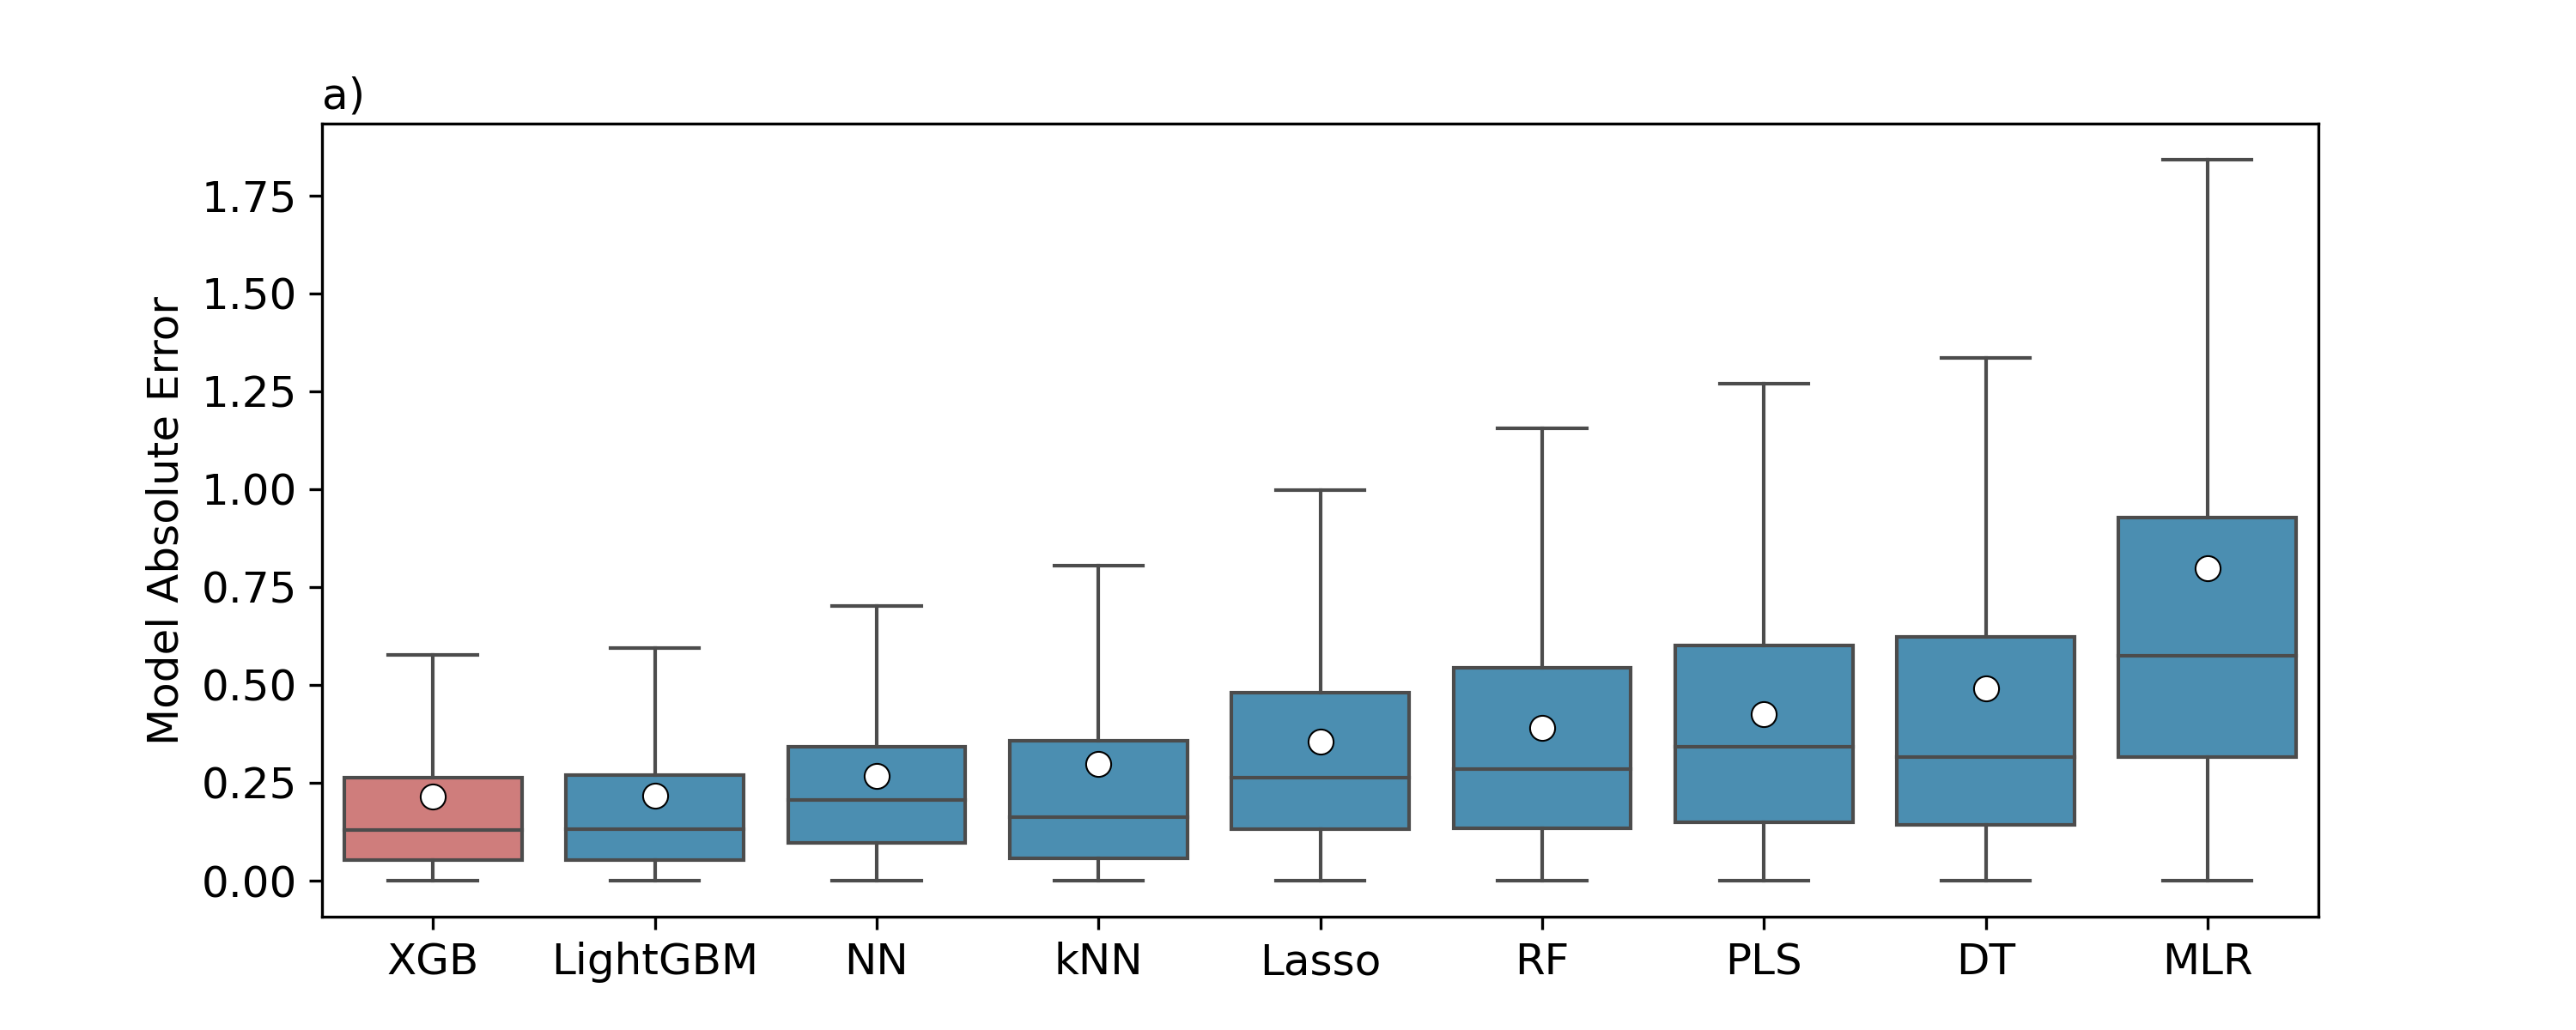 a)
Model Absolute Error
1.75
1.50
1.25
1.00
0.75
0.50
0.25
0.00
XGB LightGBM NN kNN Lasso RF PLS DT MLR